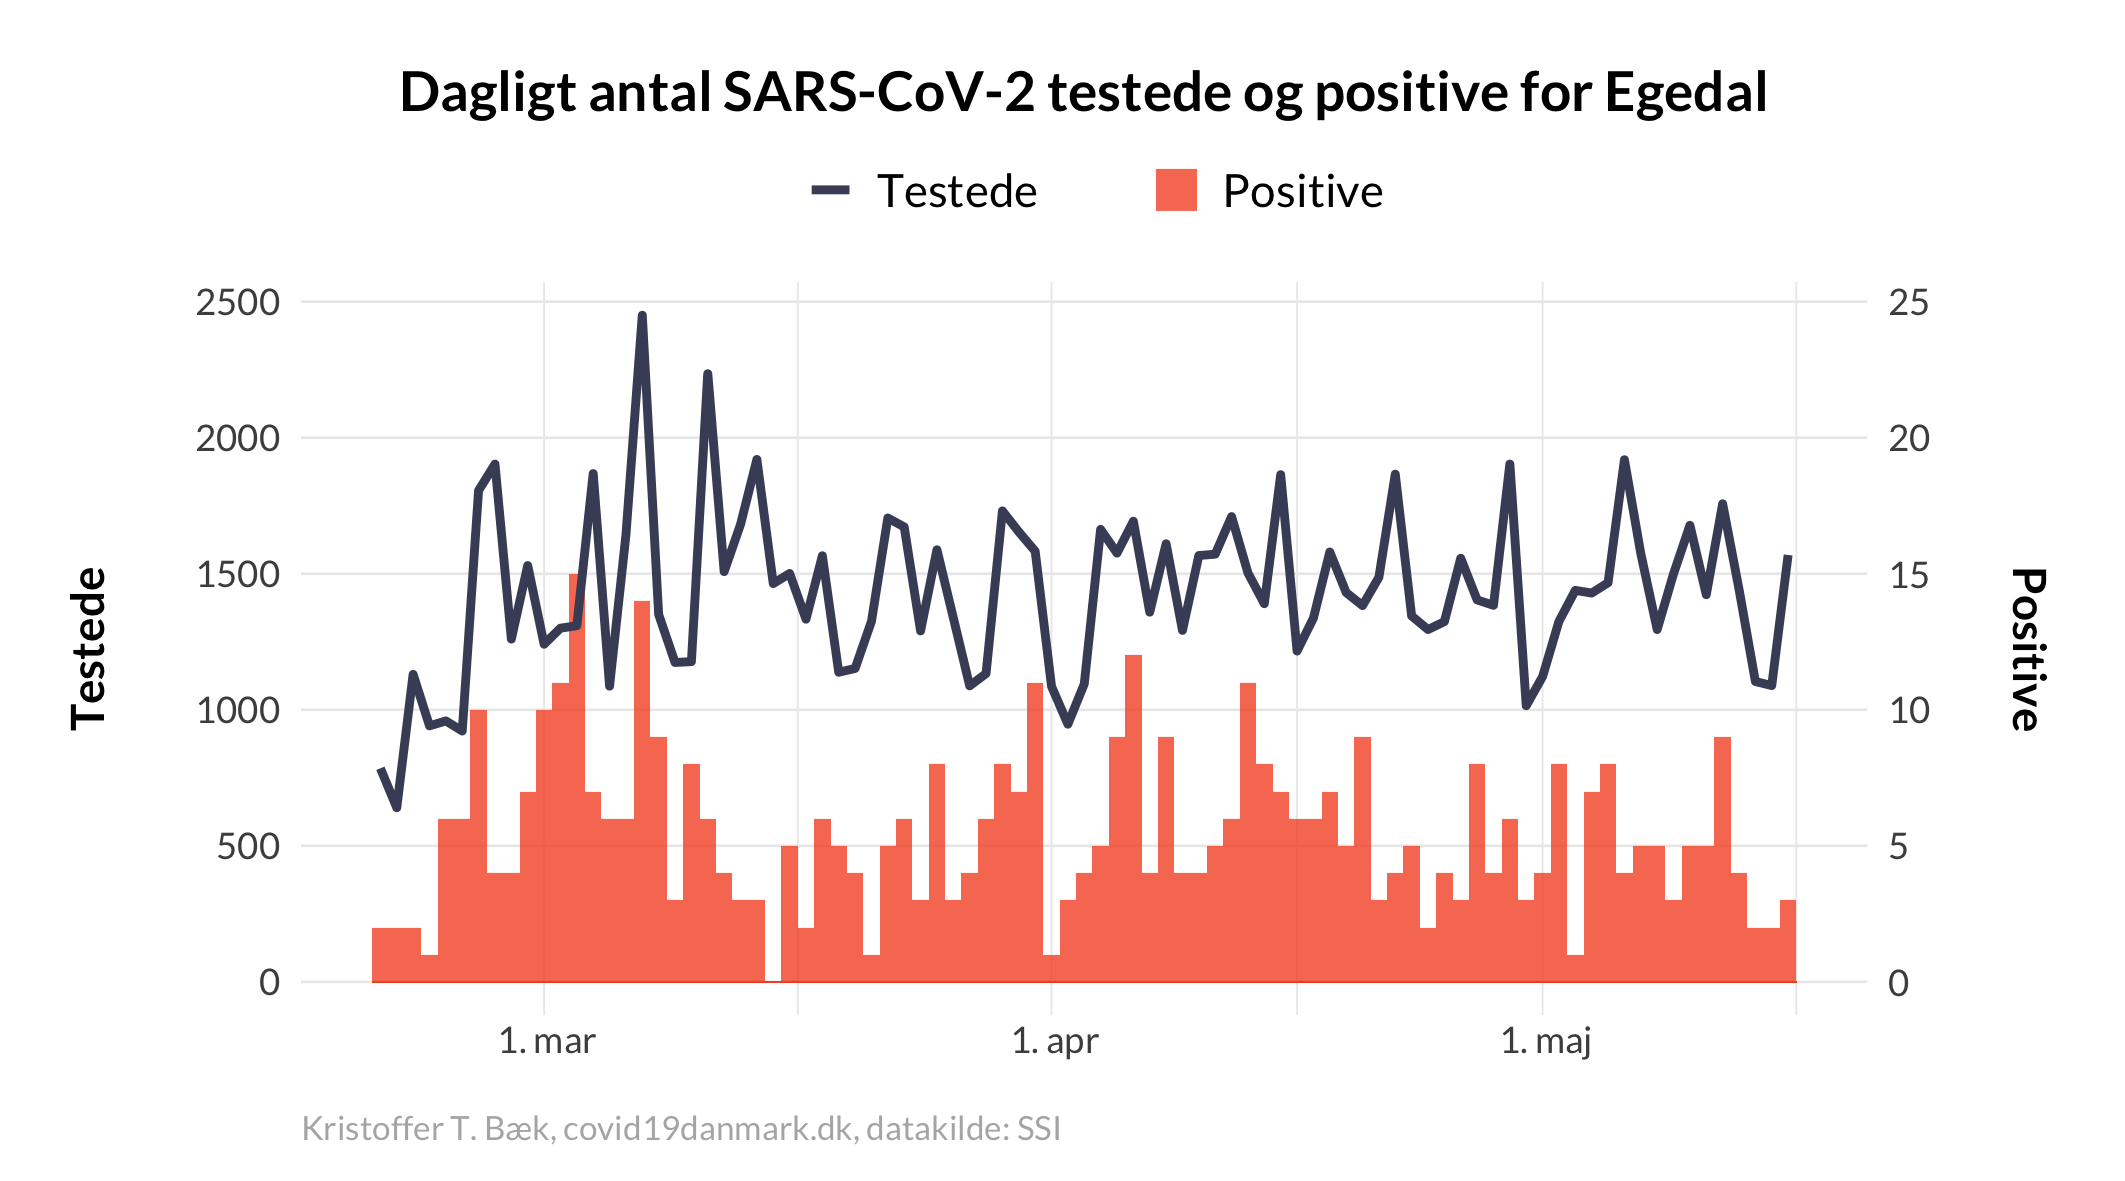 Dagligt antal SARS-CoV-2 testede og positive for Egedal
Testede
Positive
2500
2000
1500
1000
500
0
25
20
15
10
5
0
Testede
Positive
1. mar
1. apr
1. maj
Kristoffer T. Bæk, covid19danmark.dk, datakilde: SSI